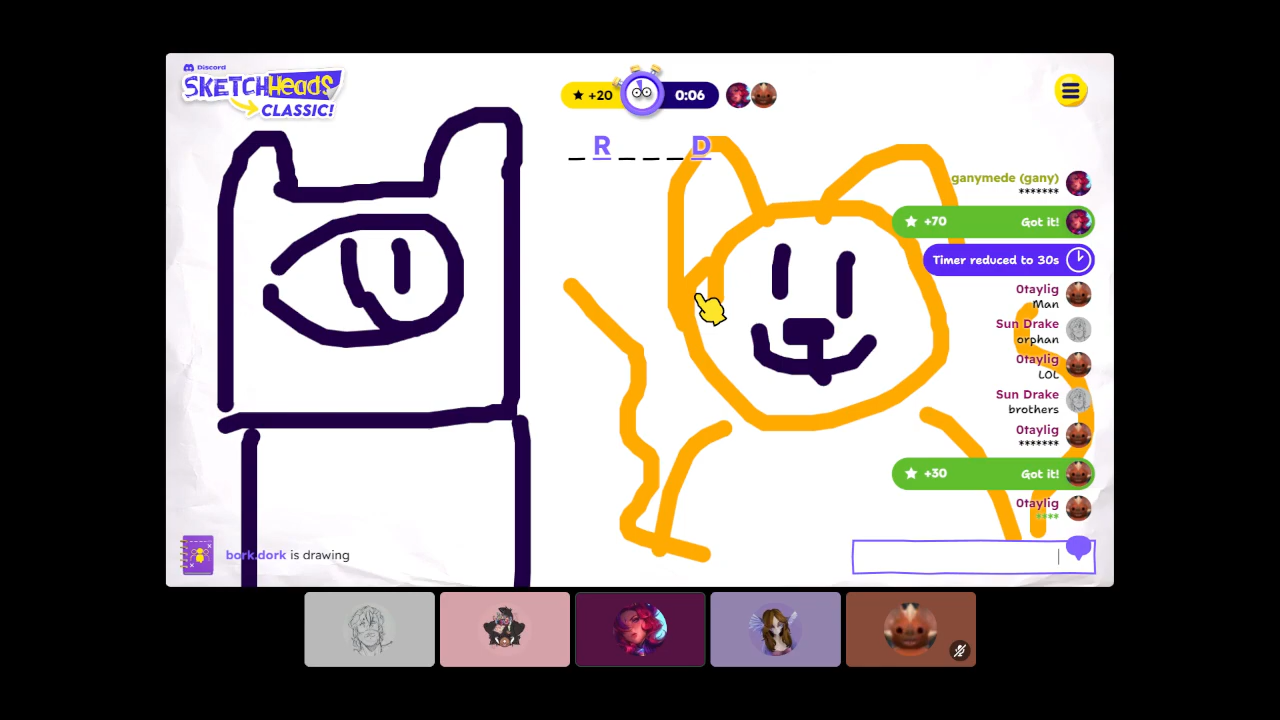 Discord
SKETCHHeadS
CLASSIC!
+20
0:06
_ R _ _ _ D
ganymede (gany)
*******
+70 Got it!
Timer reduced to 30s
0taylig
Man
Sun Drake
orphan
0taylig
LOL
Sun Drake
brothers
0taylig
*******
+30 Got it!
0taylig
****
bork.dork is drawing